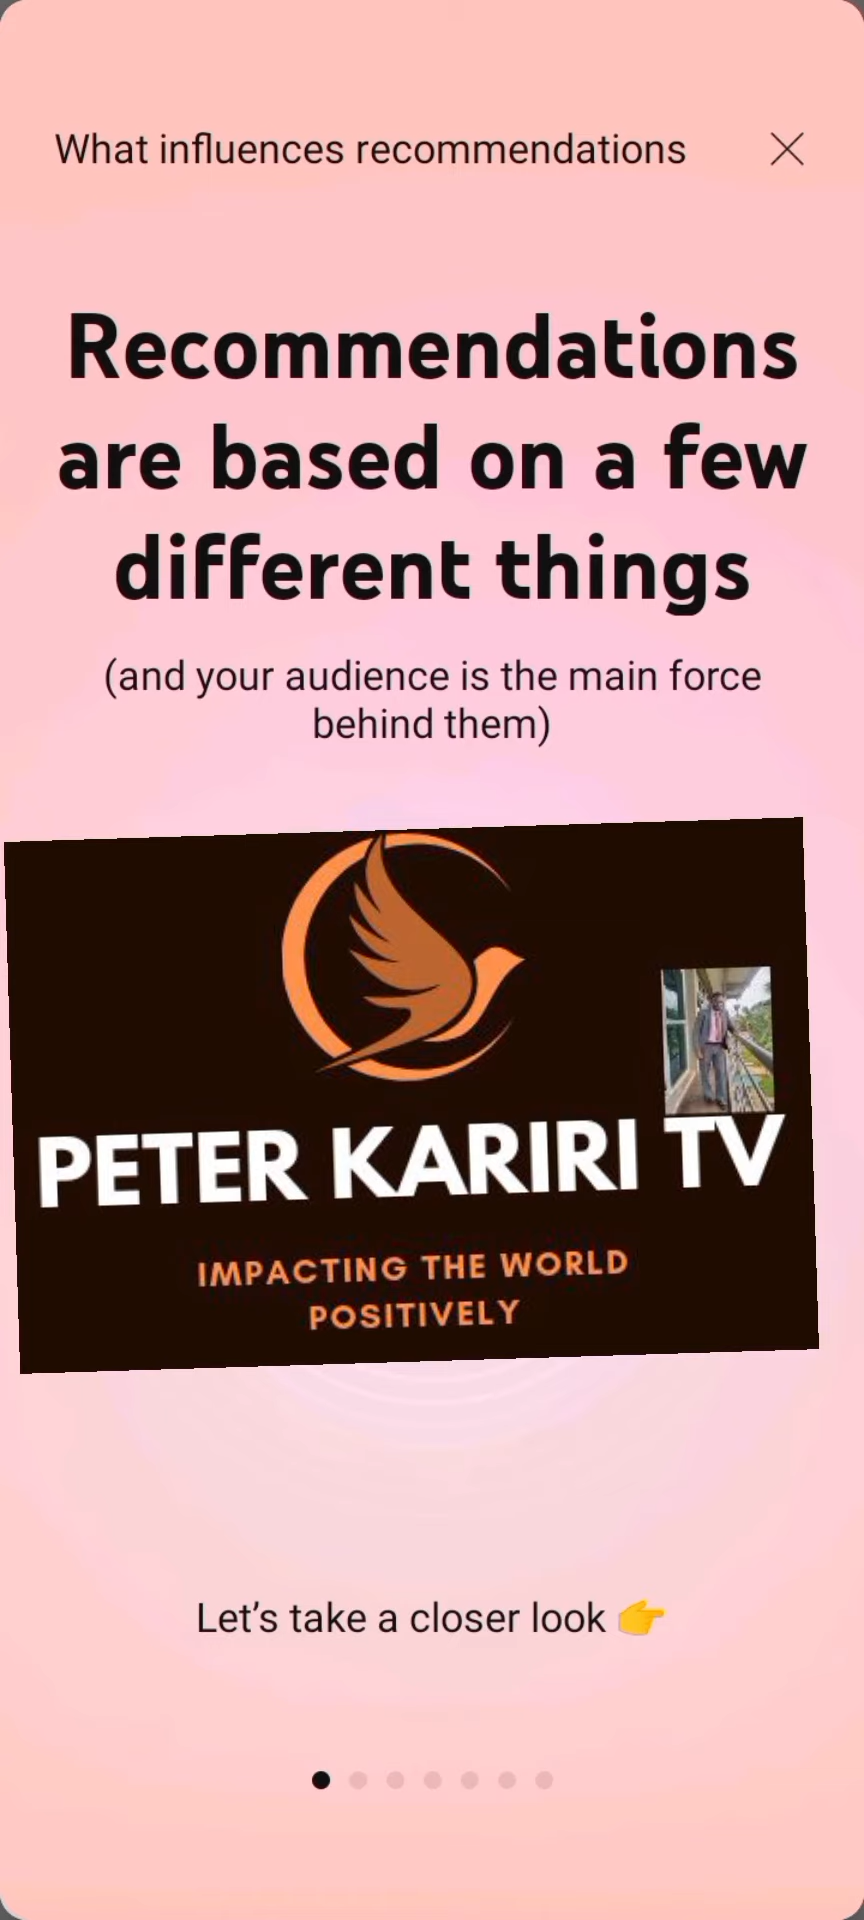 What influences recommendations
Recommendations
are based on a few
different things
(and your audience is the main force
behind them)
PETER KARIRI TV
IMPACTING THE WORLD
POSITIVELY
Let’s take a closer look 👉